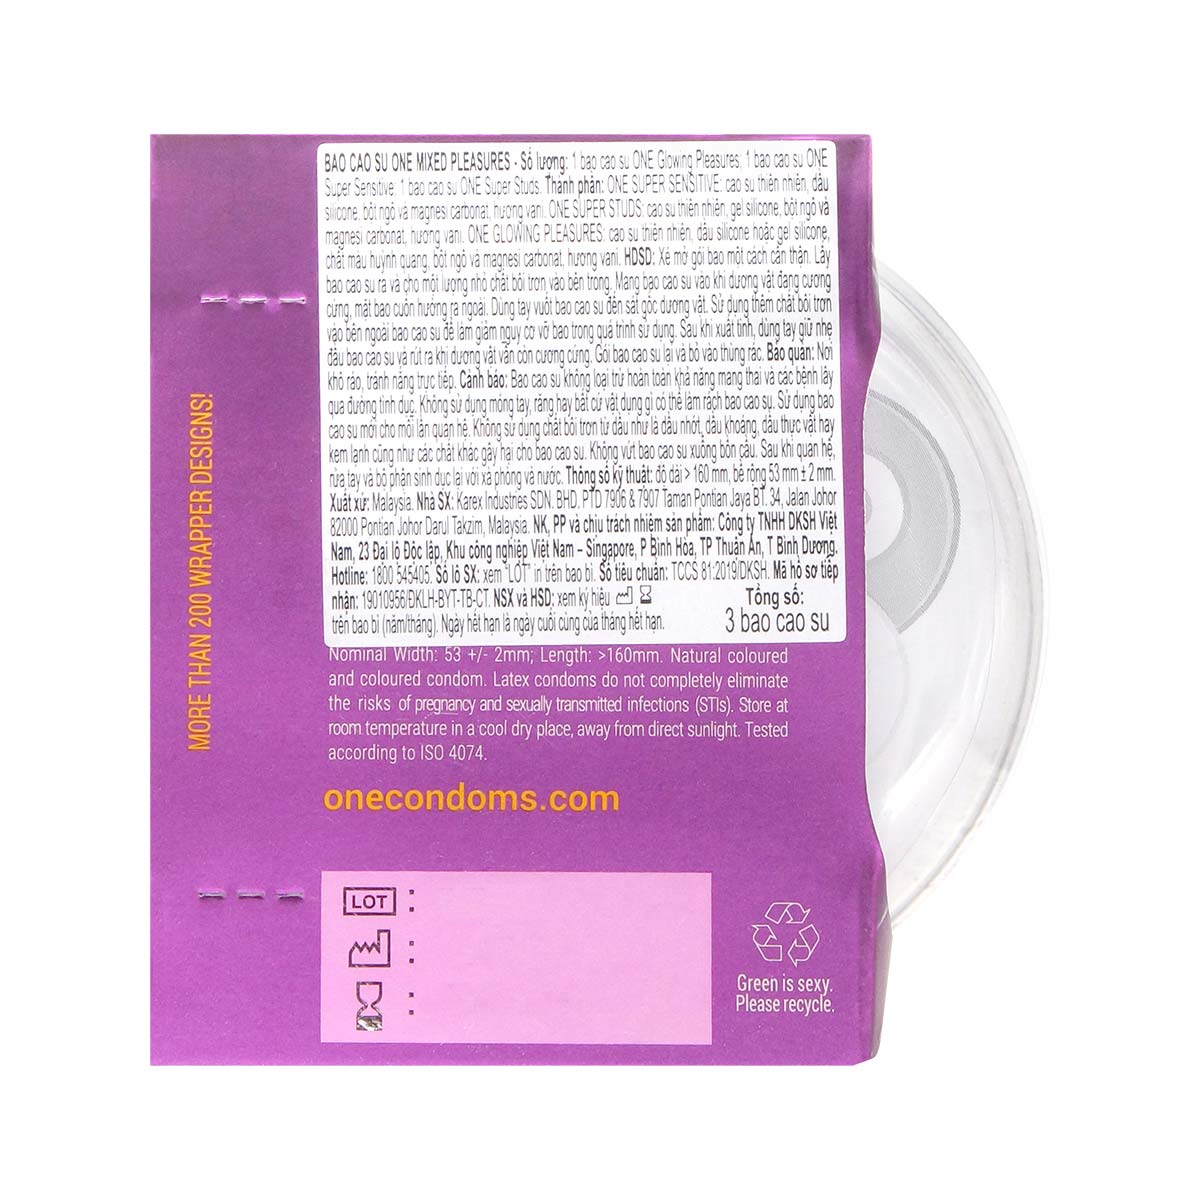 BAO CAO SU ONE MIXED PLEASURES - Số lượng: 1 bao cao su ONE Glowing Pleasures: 1 bao cao su ONE
Super Sensitive: 1 bao cao su ONE Super Studs. Thành phần: ONE SUPER SENSITIVE: cao su thiên nhiên, dầu
silicone, bột ngô và magnesi carbonat, hương vani. ONE SUPER STUDS: cao su thiên nhiên, gel silicone, bột ngô và
magnesi carbonat, hương vani. ONE GLOWING PLEASURES: cao su thiên nhiên, dầu silicone hoặc gel silicone,
chất màu huỳnh quang, bột ngô và magnesi carbonat, hương vani. HDSD: Xé mở gói bao một cách cẩn thận. Lấy
bao cao su ra và cho một lượng nhỏ chất bôi trơn vào bên trong. Mang bao cao su vào khi dương vật đang cương
cứng, mặt bao cuộn hướng ra ngoài. Dùng tay vuốt bao cao su đến sát gốc dương vật. Sử dụng thêm chất bôi trơn
vào bên ngoài bao cao su để làm giảm nguy cơ vỡ bao trong quá trình sử dụng. Sau khi xuất tinh, dùng tay giữ nhẹ
đầu bao cao su và rút ra khi dương vật vẫn còn cương cứng. Gói bao cao su lại và bỏ vào thùng rác. Bảo quản: Nơi
khô ráo, tránh nắng trực tiếp. Cảnh báo: Bao cao su không loại trừ hoàn toàn khả năng mang thai và các bệnh lây
qua đường tình dục. Không sử dụng móng tay, răng hay bất cứ vật dụng gì có thể làm rách bao cao su. Sử dụng bao
cao su mới cho mỗi lần quan hệ. Không sử dụng chất bôi trơn từ dầu như là dầu nhớt, dầu khoáng, dầu thực vật hay
kem lạnh cũng như các chất khác gây hại cho bao cao su. Không vứt bao cao su xuống bồn cầu. Sau khi quan hệ,
rửa tay và bộ phận sinh dục lại với xà phòng và nước. Thông số kỹ thuật: độ dài > 160 mm, bề rộng 53 mm ± 2 mm.
Xuất xứ: Malaysia. Nhà SX: Karex Industries SDN. BHD. PTD 7906 & 7907 Taman Pontian Jaya BT. 34, Jalan Johor
82000 Pontian Johor Darul Takzim, Malaysia. NK, PP và chịu trách nhiệm sản phẩm: Công ty TNHH DKSH Việt
Nam, 23 Đại lộ Độc lập, Khu công nghiệp Việt Nam – Singapore, P Bình Hòa, TP Thuận An, T Bình Dương.
Hotline: 1800 545405. Số lô SX: xem "LOT" in trên bao bì. Số tiêu chuẩn: TCCS 81:2019/DKSH. Mã hồ sơ tiếp
nhận: 19010956/ĐKLH-BYT-TB-CT. NSX và HSD: xem ký hiệu
trên bao bì (năm/tháng). Ngày hết hạn là ngày cuối cùng của tháng hết hạn.
Tổng số:
3 bao cao su
Nominal Width: 53 +/- 2mm; Length: >160mm. Natural coloured
and coloured condom. Latex condoms do not completely eliminate
the risks of pregnancy and sexually transmitted infections (STIs). Store at
room temperature in a cool dry place, away from direct sunlight. Tested
according to ISO 4074.
onecondoms.com
MORE THAN 200 WRAPPER DESIGNS!
LOT :
:
:
Green is sexy.
Please recycle.